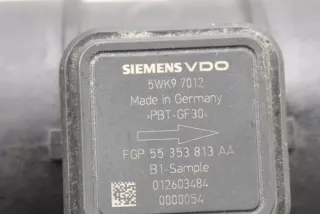 SIEMENS VDO
5WK9 7012
Made in Germany
>PBT-GF30<
FGP 55 353 813 AA
B1-Sample
012603484
0000054